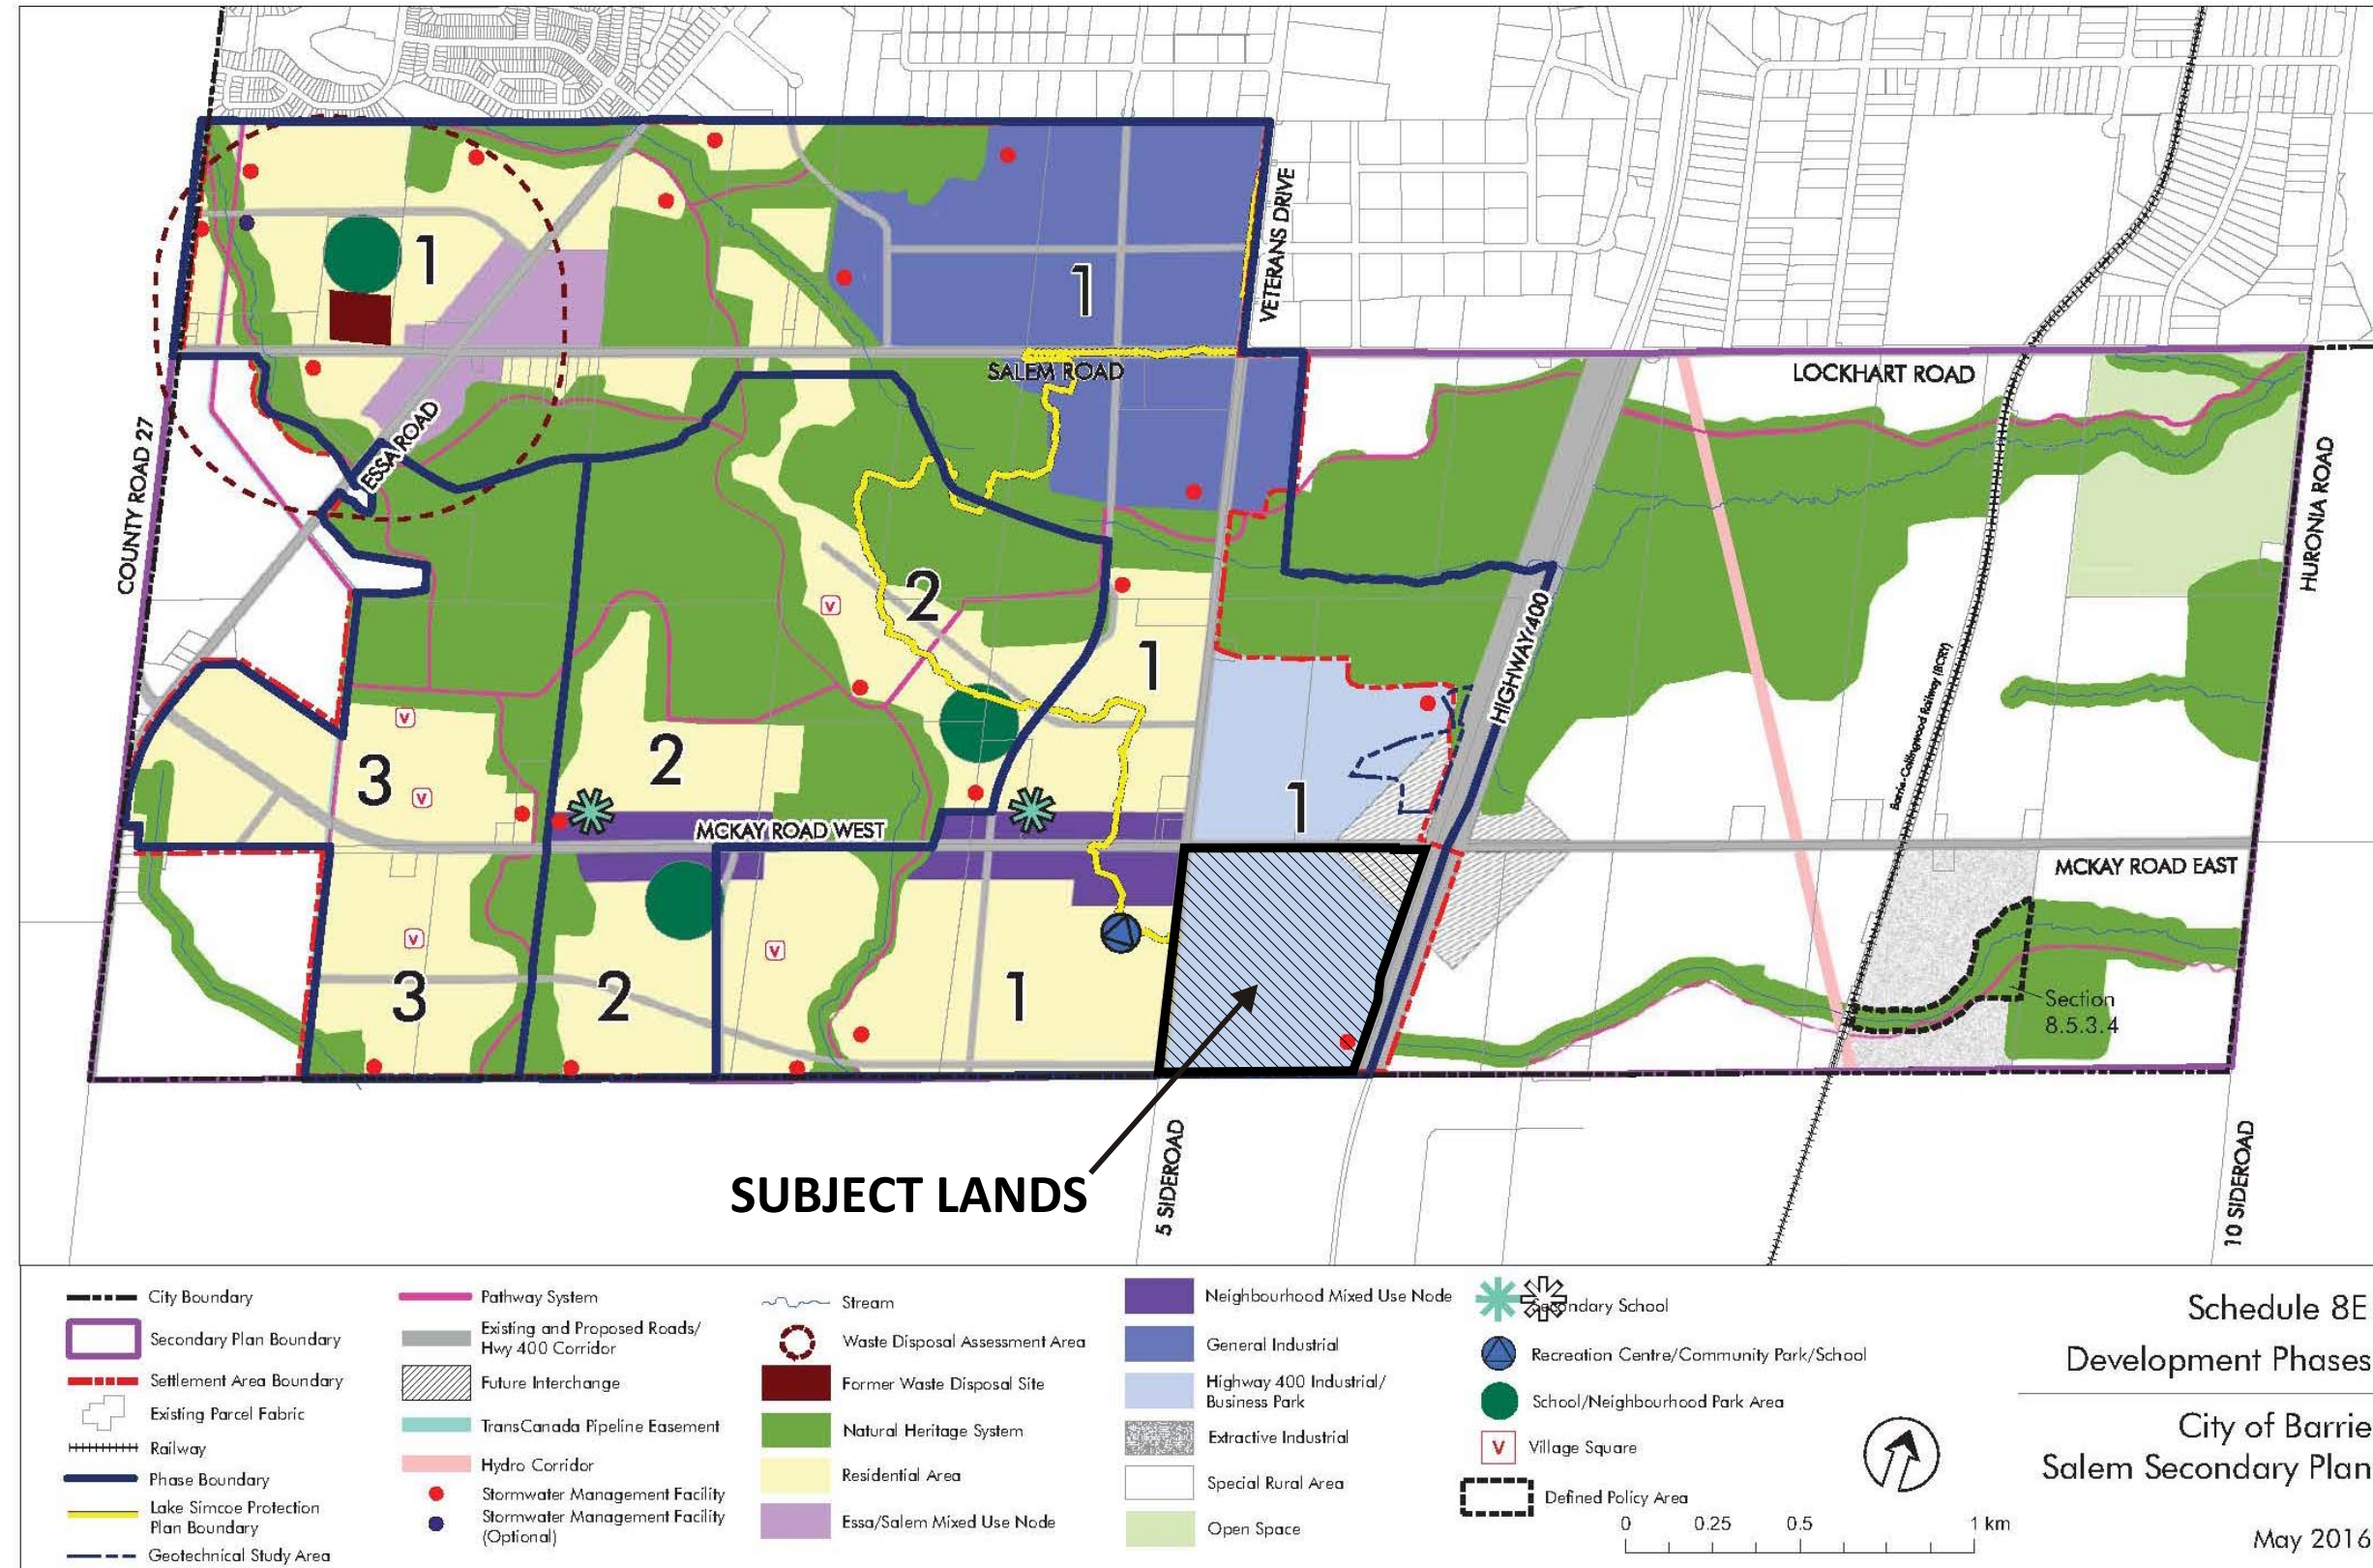 VETERANS DRIVE
1
1
SALEM ROAD
LOCKHART ROAD
ESSA ROAD
COUNTY ROAD 27
HURONIA ROAD
2
V
1
HIGHWAY 400
Barrie-Collingwood Railway (BCRY)
V
3
V
2
1
MCKAY ROAD WEST
MCKAY ROAD EAST
V
V
3
2
1
Section
8.5.3.4
SUBJECT LANDS
5 SIDEROAD
10 SIDEROAD
City Boundary
Secondary Plan Boundary
Settlement Area Boundary
Existing Parcel Fabric
Railway
Phase Boundary
Lake Simcoe Protection
Plan Boundary
Geotechnical Study Area
Pathway System
Existing and Proposed Roads/
Hwy 400 Corridor
Future Interchange
TransCanada Pipeline Easement
Hydro Corridor
Stormwater Management Facility
Stormwater Management Facility
(Optional)
Stream
Waste Disposal Assessment Area
Former Waste Disposal Site
Natural Heritage System
Residential Area
Essa/Salem Mixed Use Node
Neighbourhood Mixed Use Node
General Industrial
Highway 400 Industrial/
Business Park
Extractive Industrial
Special Rural Area
Open Space
Secondary School
Recreation Centre/Community Park/School
School/Neighbourhood Park Area
V Village Square
Defined Policy Area
0 0.25 0.5 1 km
Schedule 8E
Development Phases
City of Barrie
Salem Secondary Plan
May 2016